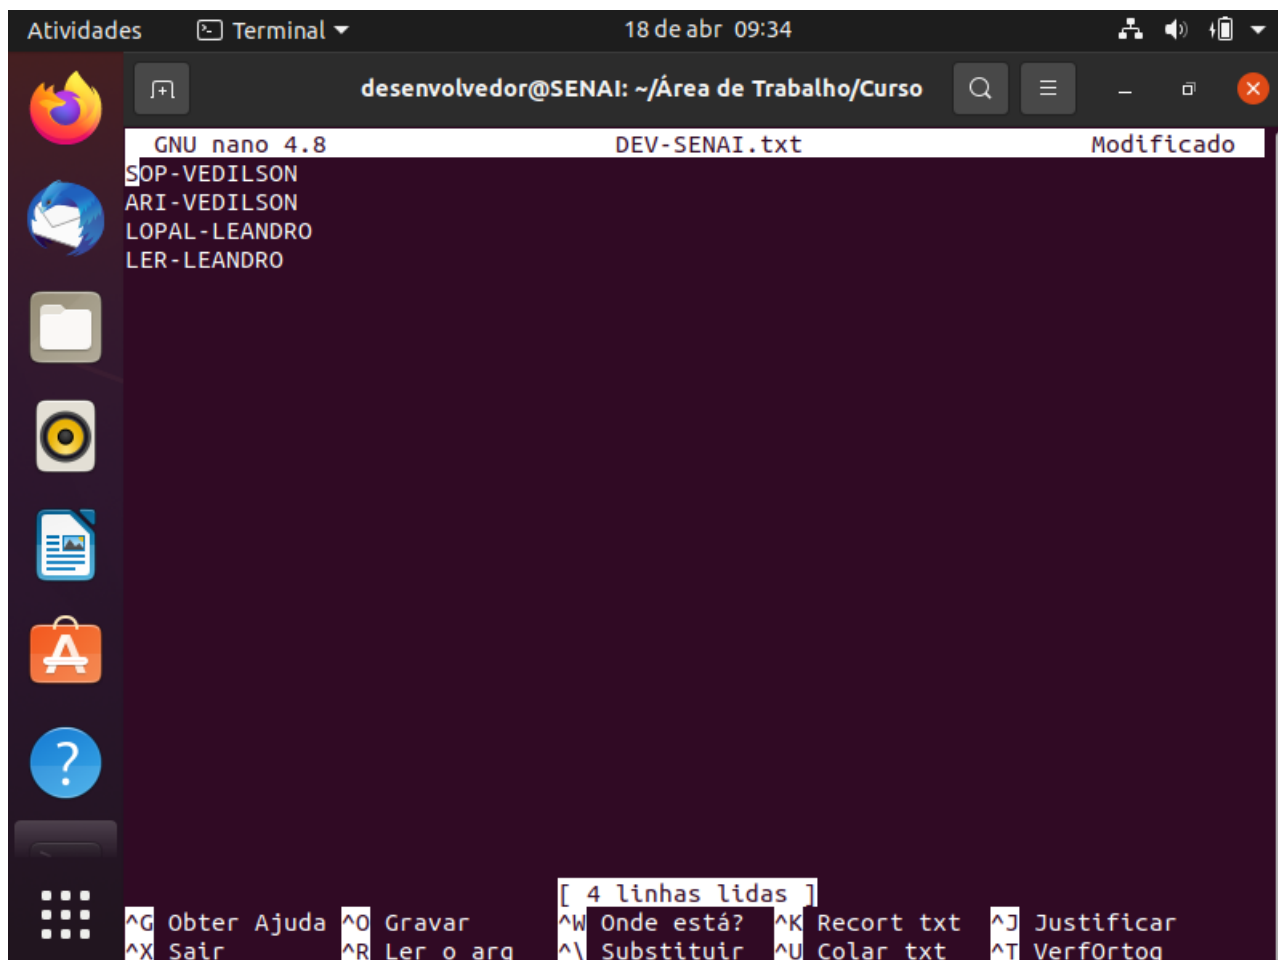 Atividades Terminal 18 de abr 09:34
desenvolvedor@SENAI: ~/Área de Trabalho/Curso
GNU nano 4.8 DEV-SENAI.txt Modificado
SOP-VEDILSON
ARI-VEDILSON
LOPAL-LEANDRO
LER-LEANDRO
[ 4 linhas lidas ]
^G Obter Ajuda ^O Gravar ^W Onde está? ^K Recort txt ^J Justificar
^X Sair ^R Ler o arq ^\ Substituir ^U Colar txt ^T VerfOrtog